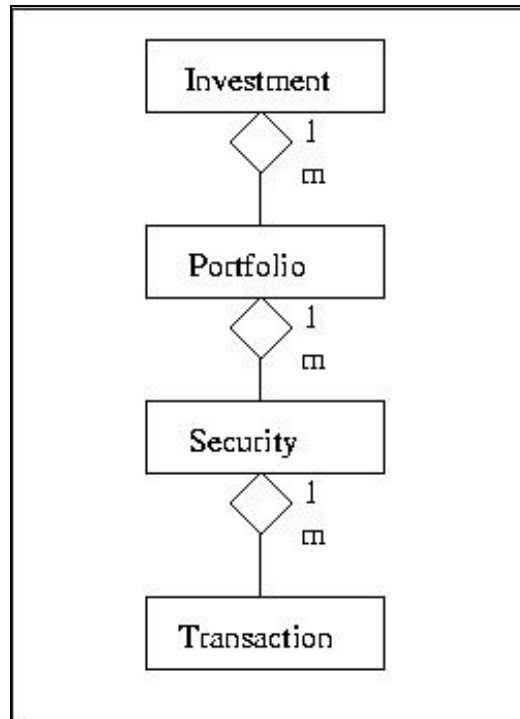 Investment
1
m
Portfolio
1
m
Security
1
m
Transaction